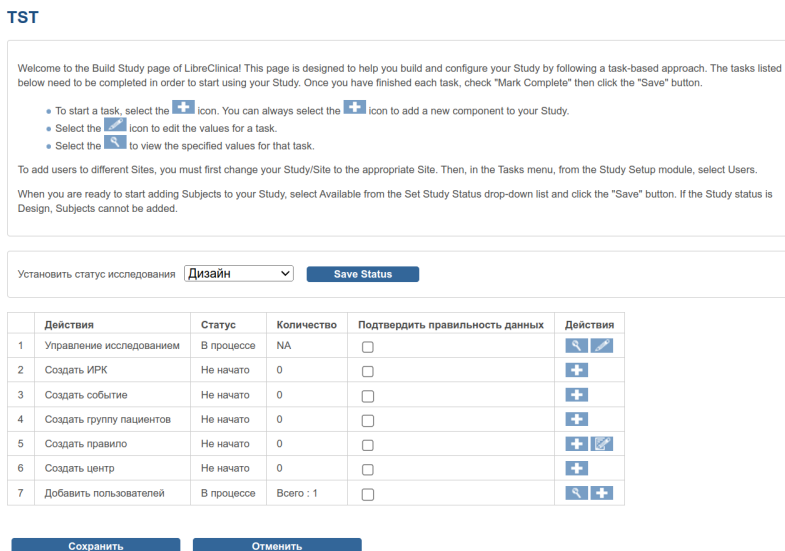 TST
Welcome to the Build Study page of LibreClinica! This page is designed to help you build and configure your Study by following a task-based approach. The tasks listed
below need to be completed in order to start using your Study. Once you have finished each task, check "Mark Complete" then click the "Save" button.
To start a task, select the icon. You can always select the icon to add a new component to your Study.
Select the icon to edit the values for a task.
Select the to view the specified values for that task.
To add users to different Sites, you must first change your Study/Site to the appropriate Site. Then, in the Tasks menu, from the Study Setup module, select Users.
When you are ready to start adding Subjects to your Study, select Available from the Set Study Status drop-down list and click the "Save" button. If the Study status is
Design, Subjects cannot be added.
Установить статус исследования Дизайн Save Status
Действия Статус Количество Подтвердить правильность данных Действия
1 Управление исследованием В процессе NA
2 Создать ИРК Не начато 0
3 Создать событие Не начато 0
4 Создать группу пациентов Не начато 0
5 Создать правило Не начато 0
6 Создать центр Не начато 0
7 Добавить пользователей В процессе Всего : 1
Сохранить Отменить